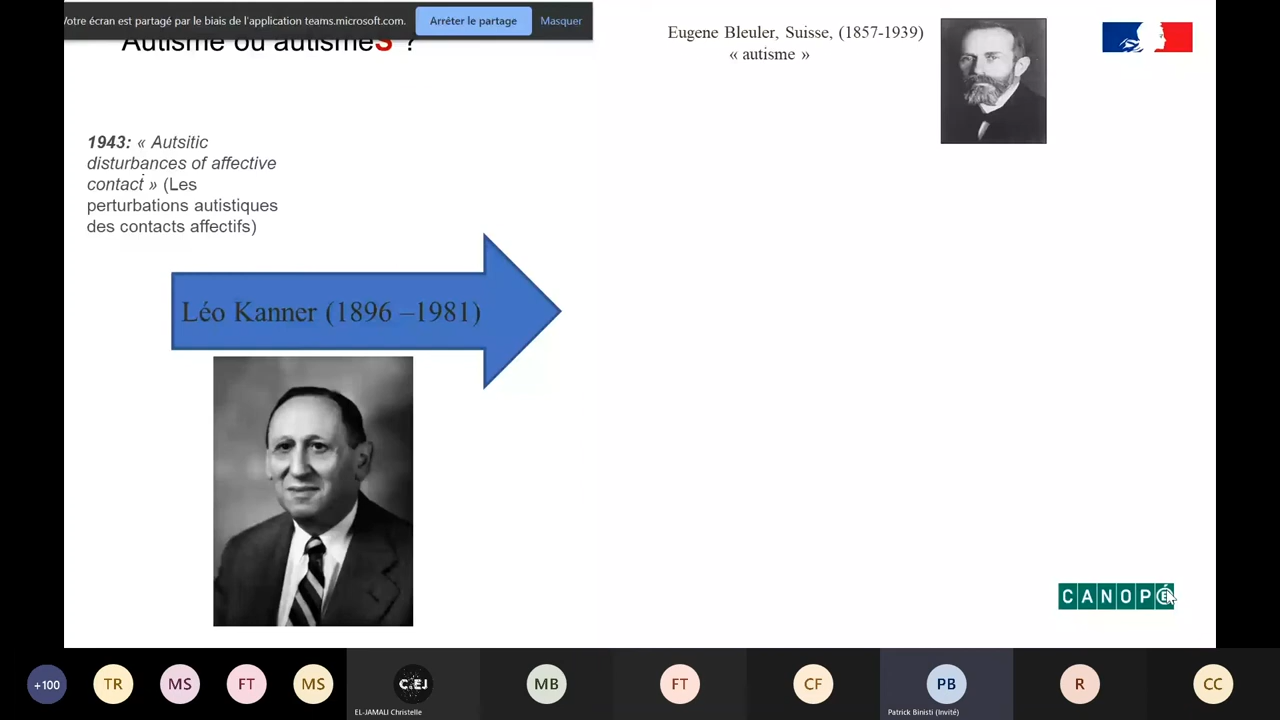 Votre écran est partagé par le biais de l'application teams.microsoft.com.
Arrêter le partage
Masquer
Autisme ou autismeS ?
Eugene Bleuler, Suisse, (1857-1939)
« autisme »
1943: « Autsitic
disturbances of affective
contact » (Les
perturbations autistiques
des contacts affectifs)
Léo Kanner (1896 –1981)
CANOPÉ
+100
TR
MS
FT
MS
C.EJ
MB
FT
CF
PB
R
CC
EL-JAMALI Christelle
Patrick Binisti (Invité)